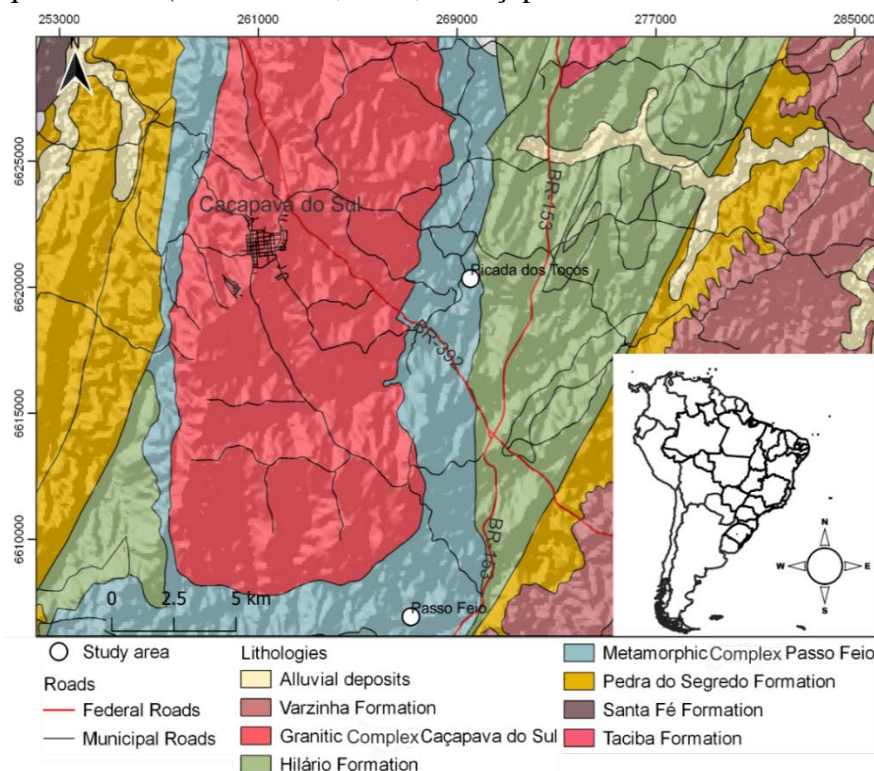 253000 261000 269000 277000 285000
6625000
Caçapava do Sul
BR-153
6620000
Picada dos Tocos
BR-392
6615000
6610000
BR-153
N
W E
S
0 2.5 5 km
Passo Feio
Study area
Roads
Federal Roads
Municipal Roads
Lithologies
Alluvial deposits
Varzinha Formation
Granitic Complex Caçapava do Sul
Hilário Formation
Metamorphic Complex Passo Feio
Pedra do Segredo Formation
Santa Fé Formation
Taciba Formation